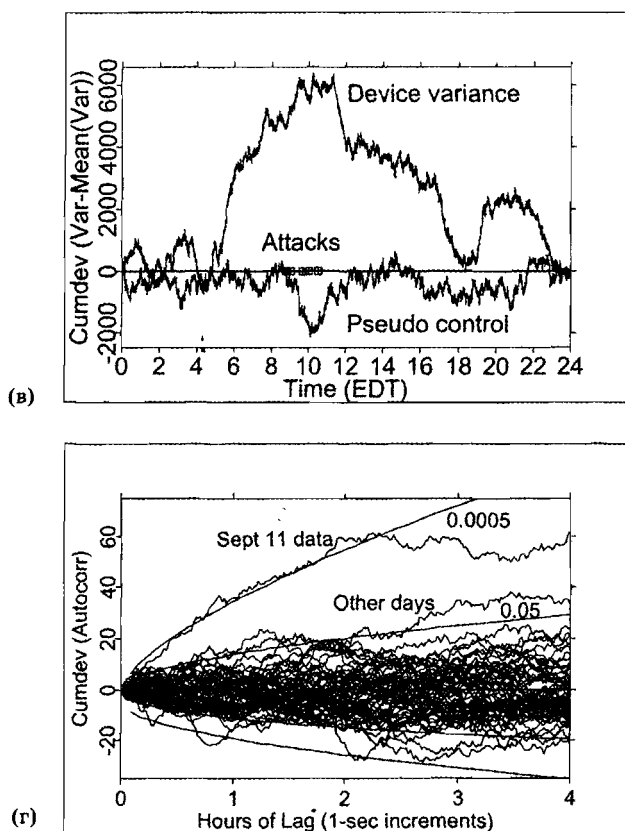 Cumdev (Var-Mean(Var))
6000
4000
2000
0
-2000
Device variance
Attacks
Pseudo control
0 2 4 6 8 10 12 14 16 18 20 22 24
Time (EDT)
(в)
Cumdev (Autocorr)
60
40
20
0
-20
Sept 11 data
0.0005
Other days
0.05
0 1 2 3 4
Hours of Lag (1-sec increments)
(г)